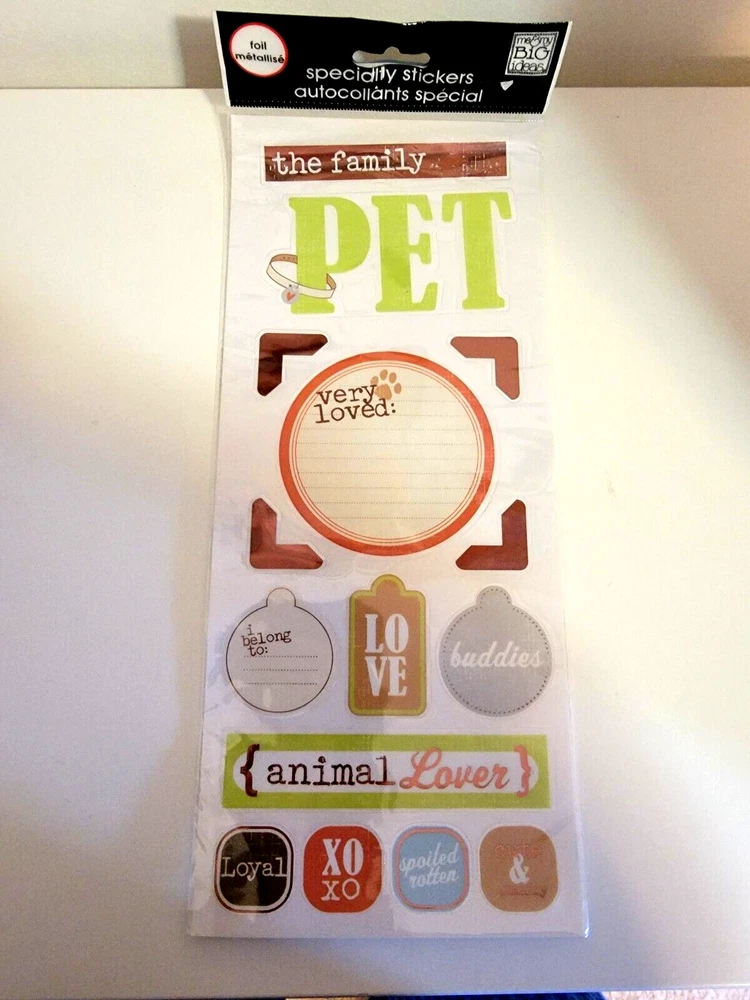 foil
métallisé
me&my
BiG
ideas
specialty stickers
autocollants spécial
the family
PET
very
loved:
i
belong
to:
LO
VE
buddies
{animal Lover}
Loyal
XO
XO
spoiled
rotten
&